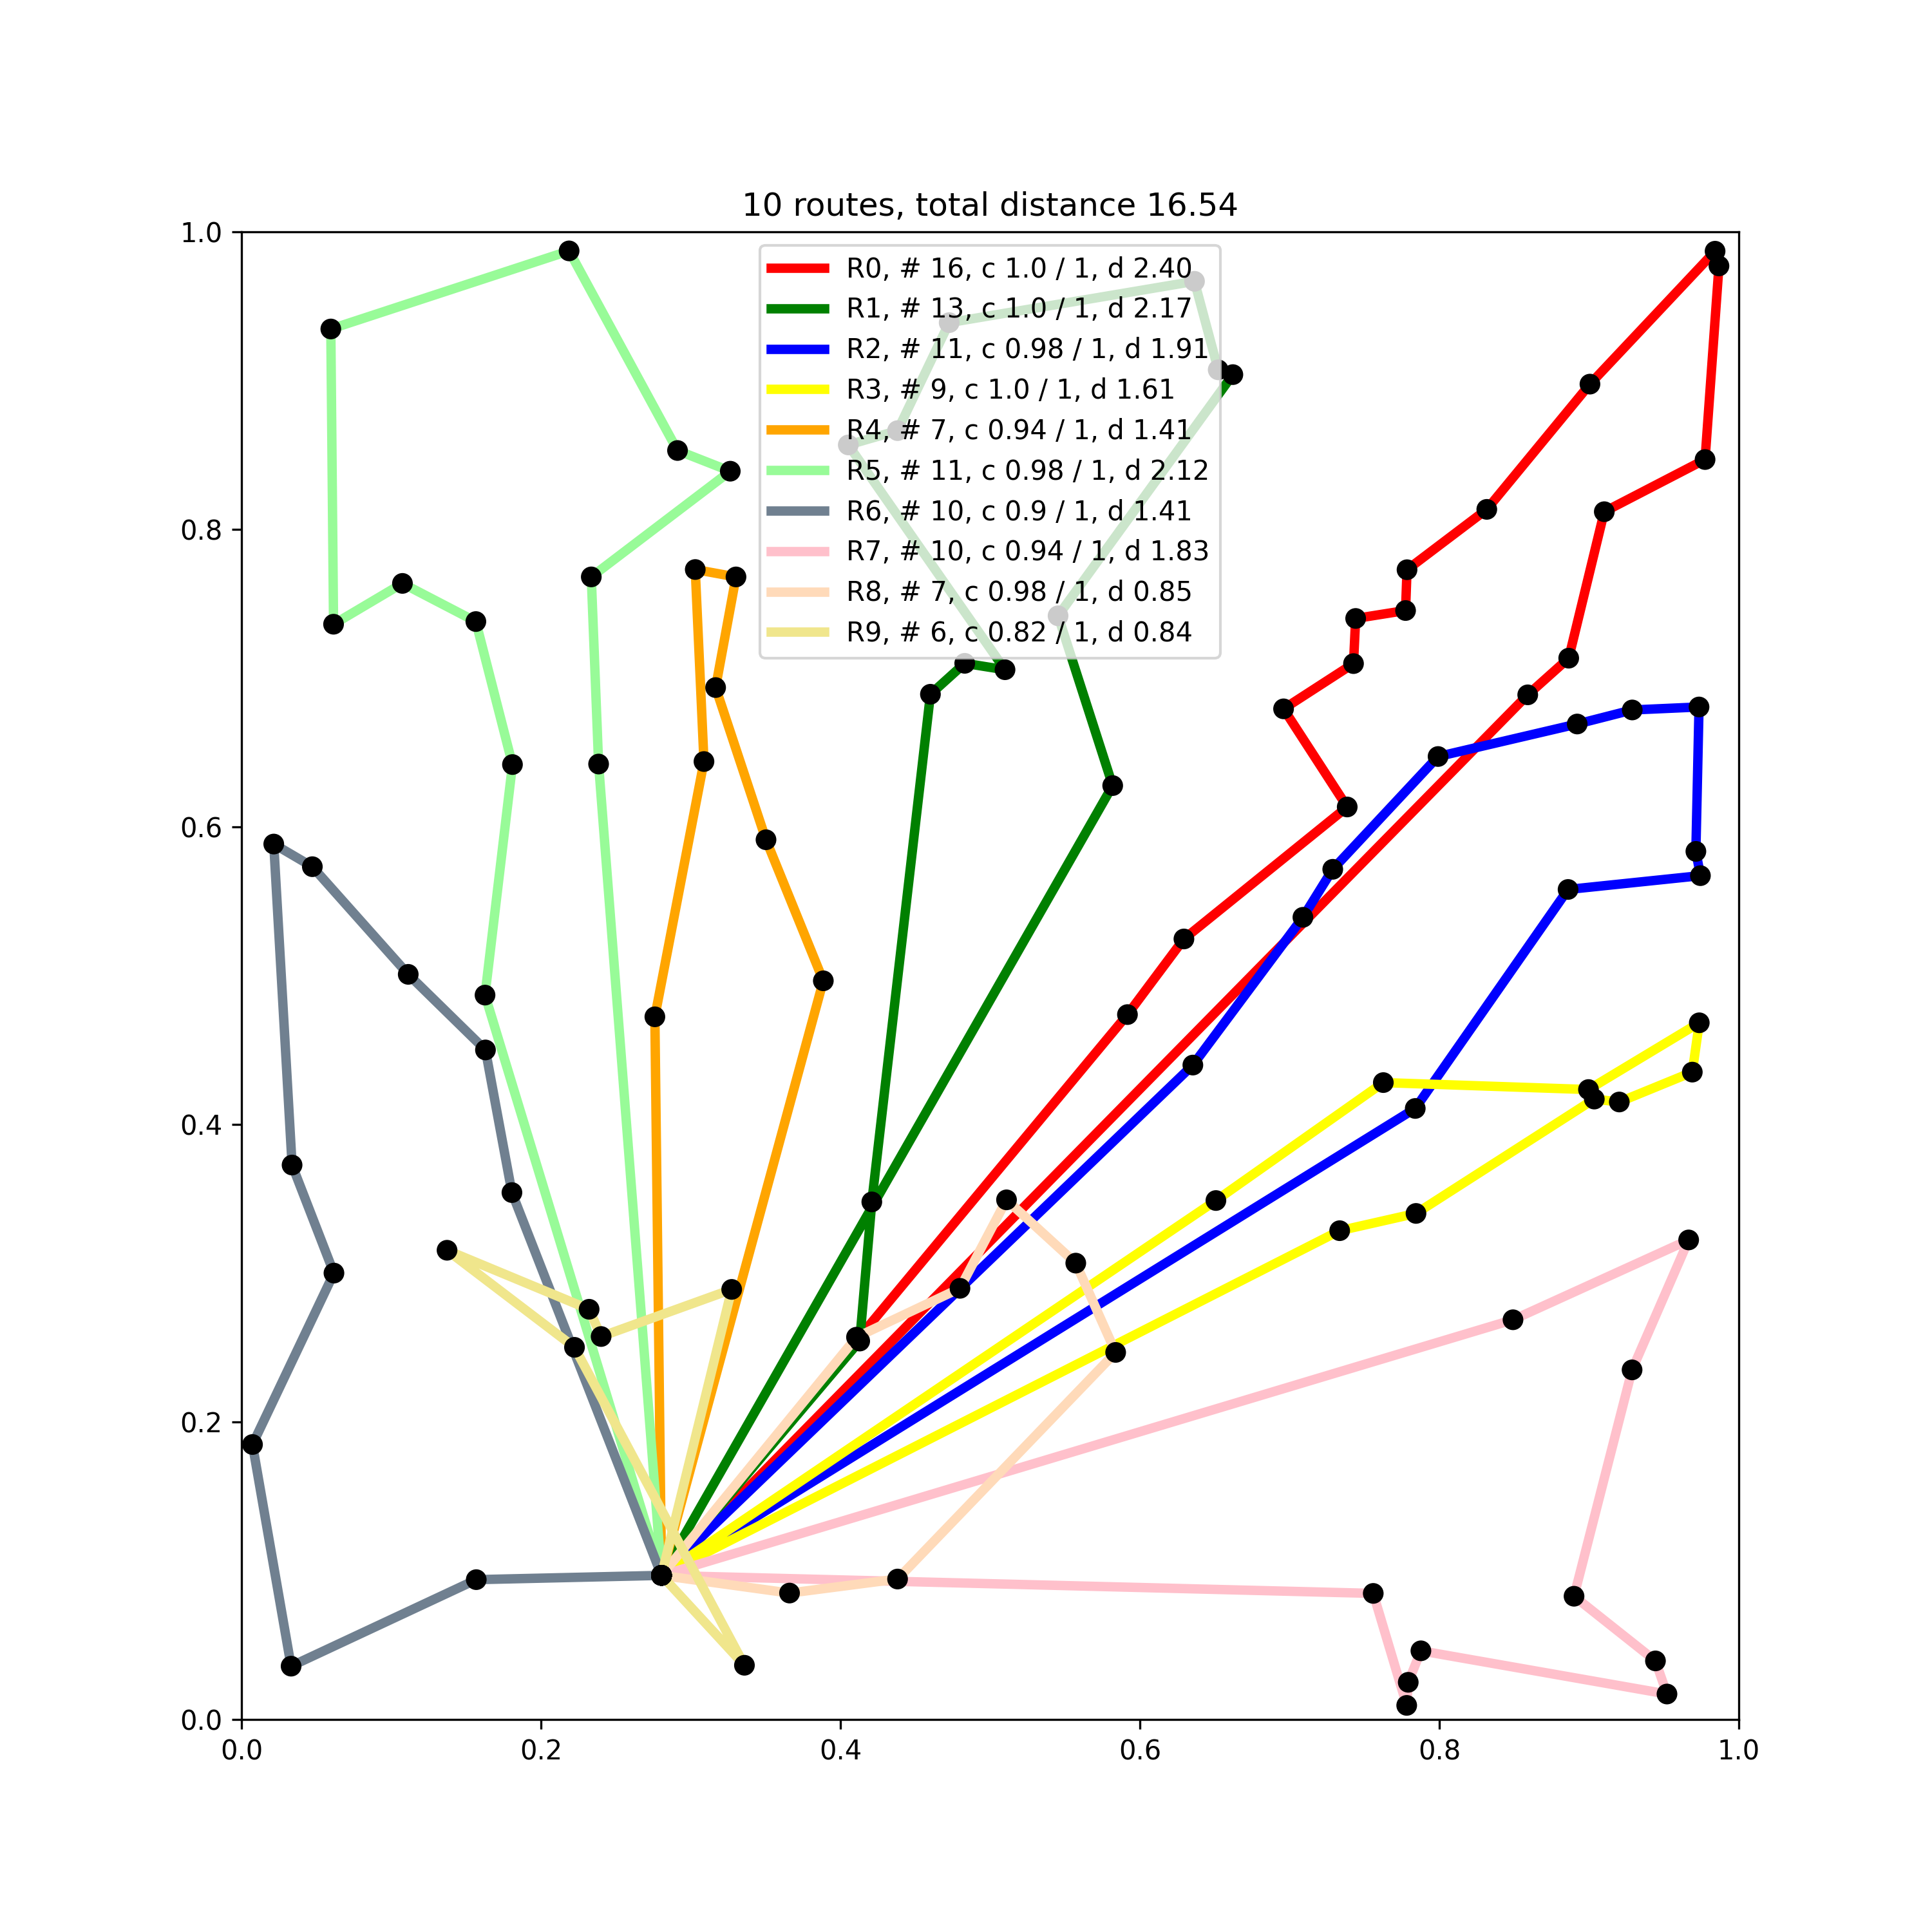 10 routes, total distance 16.54
1.0
0.8
0.6
0.4
0.2
0.0
R0, # 16, c 1.0 / 1, d 2.40
R1, # 13, c 1.0 / 1, d 2.17
R2, # 11, c 0.98 / 1, d 1.91
R3, # 9, c 1.0 / 1, d 1.61
R4, # 7, c 0.94 / 1, d 1.41
R5, # 11, c 0.98 / 1, d 2.12
R6, # 10, c 0.9 / 1, d 1.41
R7, # 10, c 0.94 / 1, d 1.83
R8, # 7, c 0.98 / 1, d 0.85
R9, # 6, c 0.82 / 1, d 0.84
0.0 0.2 0.4 0.6 0.8 1.0